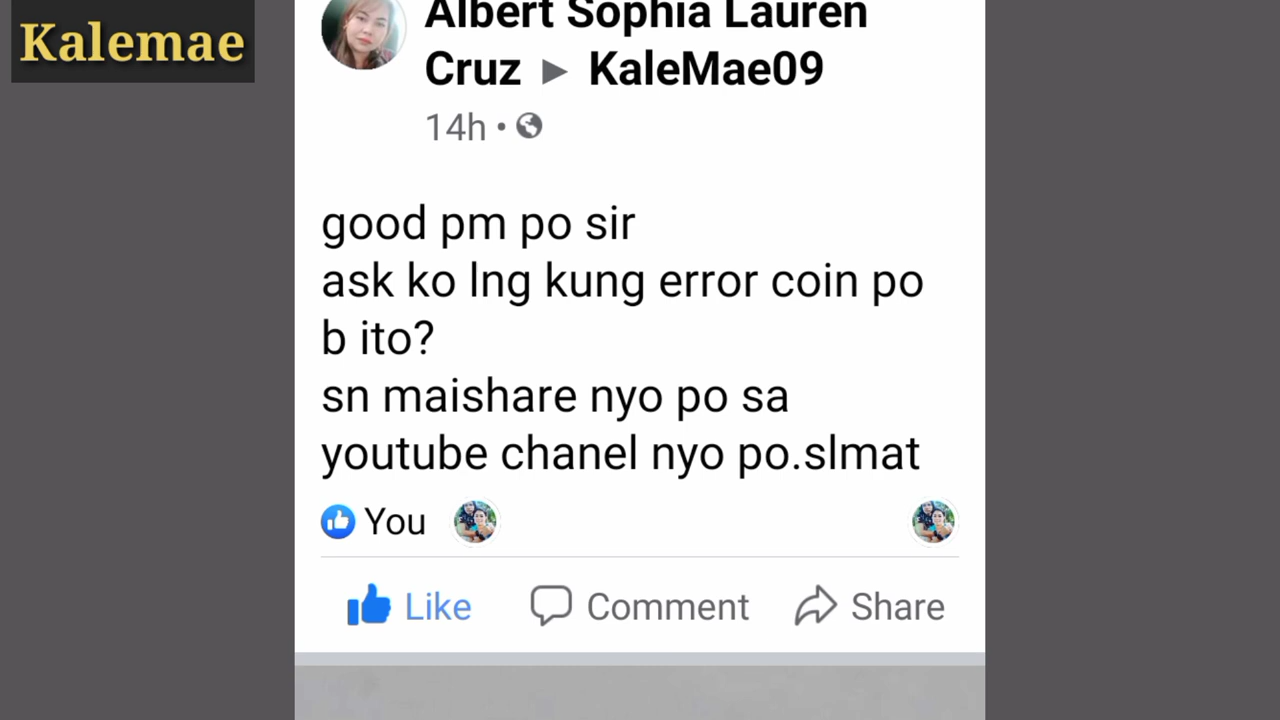 Kalemae
Albert Sophia Lauren
Cruz ▶ KaleMae09
14h •
good pm po sir
ask ko lng kung error coin po
b ito?
sn maishare nyo po sa
youtube chanel nyo po.slmat
You
Like Comment Share